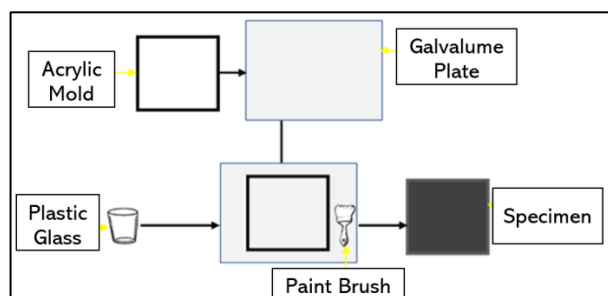 Acrylic
Mold
Galvalume
Plate
Plastic
Glass
Specimen
Paint Brush